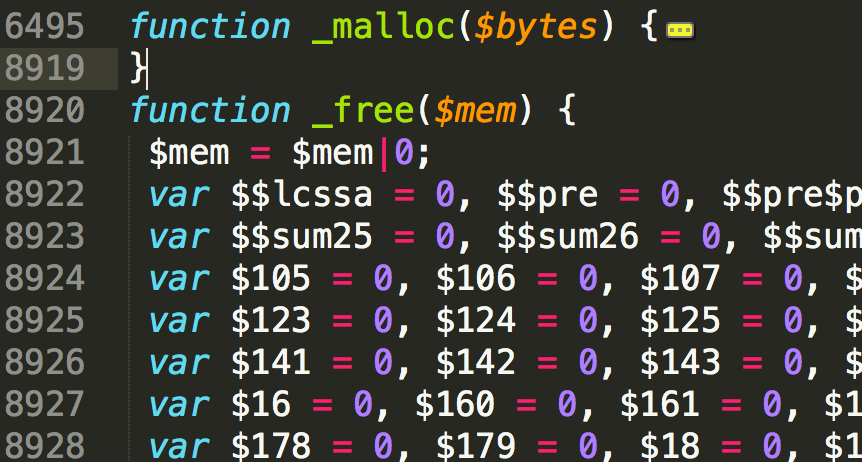 6495 function _malloc($bytes) {
8919 }
8920 function _free($mem) {
8921 $mem = $mem|0;
8922 var $$lcssa = 0, $$pre = 0, $$pre$p
8923 var $$sum25 = 0, $$sum26 = 0, $$sum
8924 var $105 = 0, $106 = 0, $107 = 0, $
8925 var $123 = 0, $124 = 0, $125 = 0, $
8926 var $141 = 0, $142 = 0, $143 = 0, $
8927 var $16 = 0, $160 = 0, $161 = 0, $1
8928 var $178 = 0, $179 = 0, $18 = 0, $1